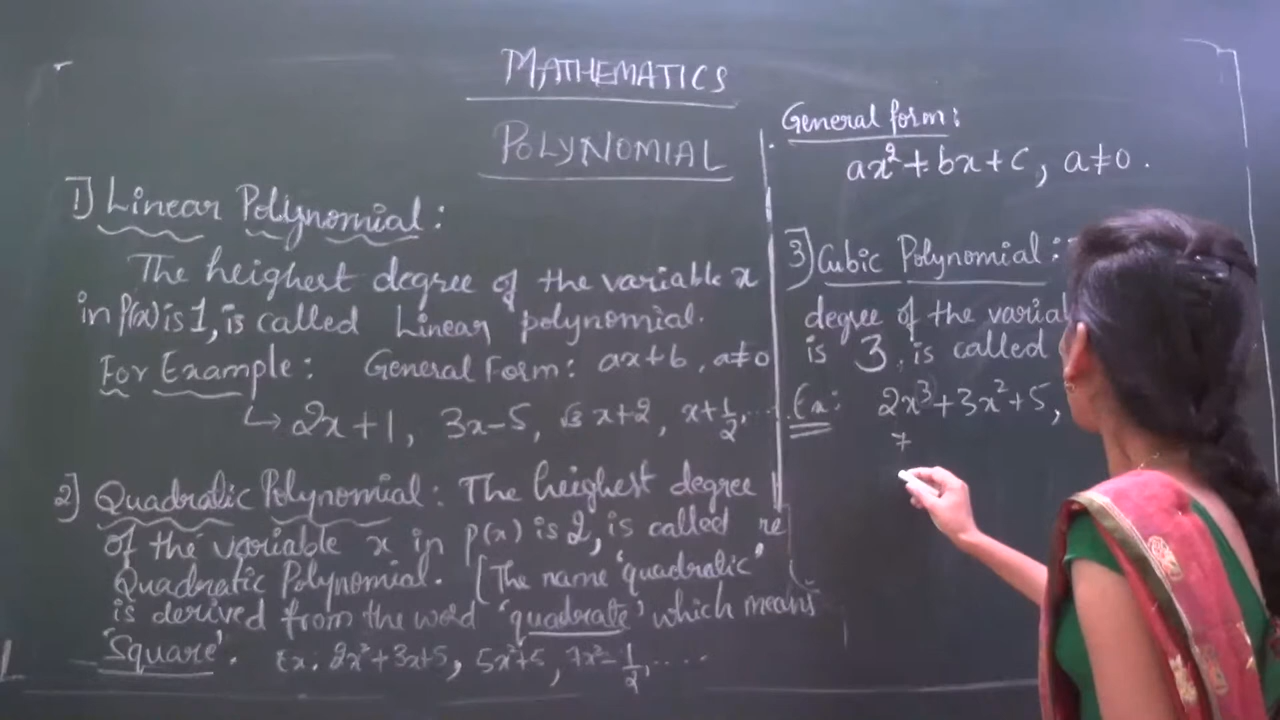 MATHEMATICS
POLYNOMIAL
1] Linear Polynomial:
The heighest degree of the variable x
in P(x) is 1, is called Linear polynomial.
For Example: General Form: ax+b, a≠0
↳ 2x+1, 3x-5, √3 x+2, x+1/2, .....
2] Quadratic Polynomial: The heighest degree
of the variable x in p(x) is 2, is called
Quadratic Polynomial. [The name 'quadratic'
is derived from the word 'quadrate' which means
'Square'. Ex: 2x²+3x+5, 5x²+5, 7x²-1/2, .....
General form:
ax²+bx+c, a≠0.
3] Cubic Polynomial:
degree of the
is 3, is called
Ex: 2x³+3x²+5,